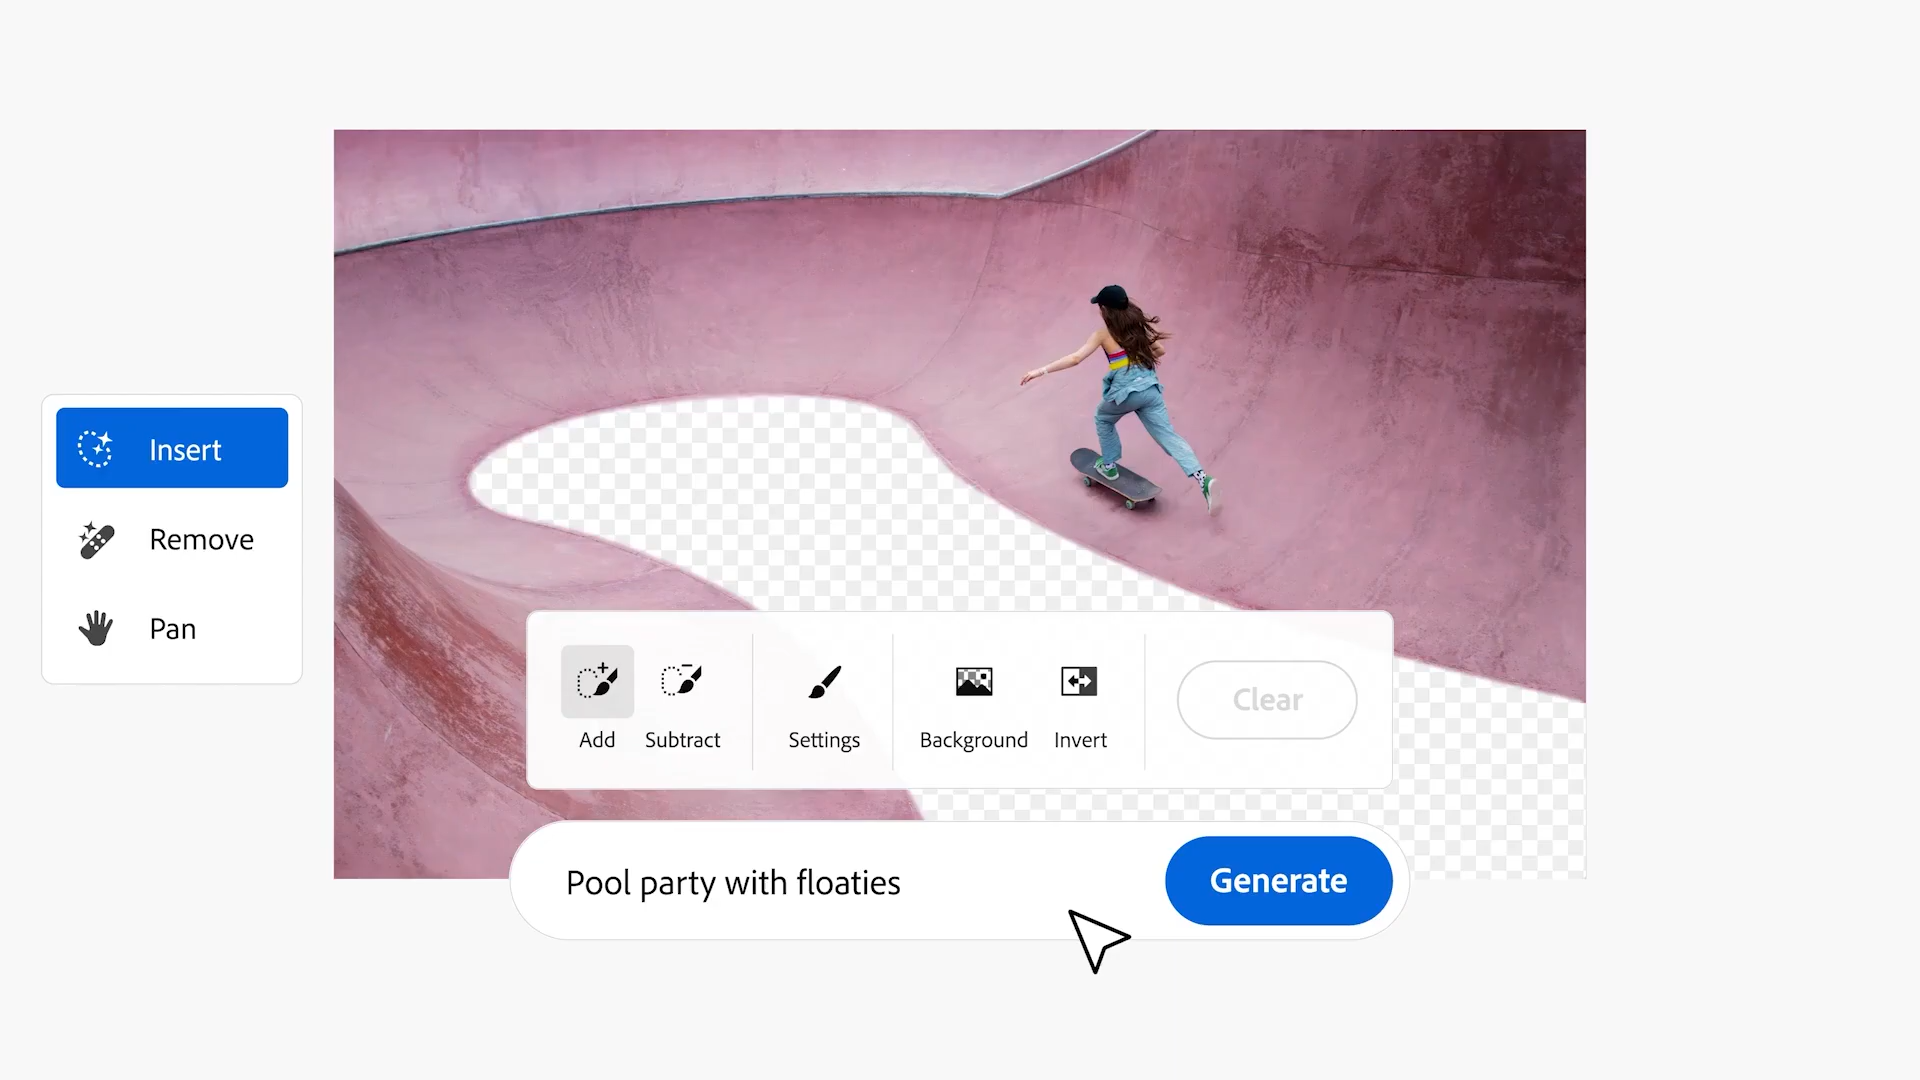 Insert
Remove
Pan
Add
Subtract
Settings
Background
Invert
Clear
Pool party with floaties
Generate